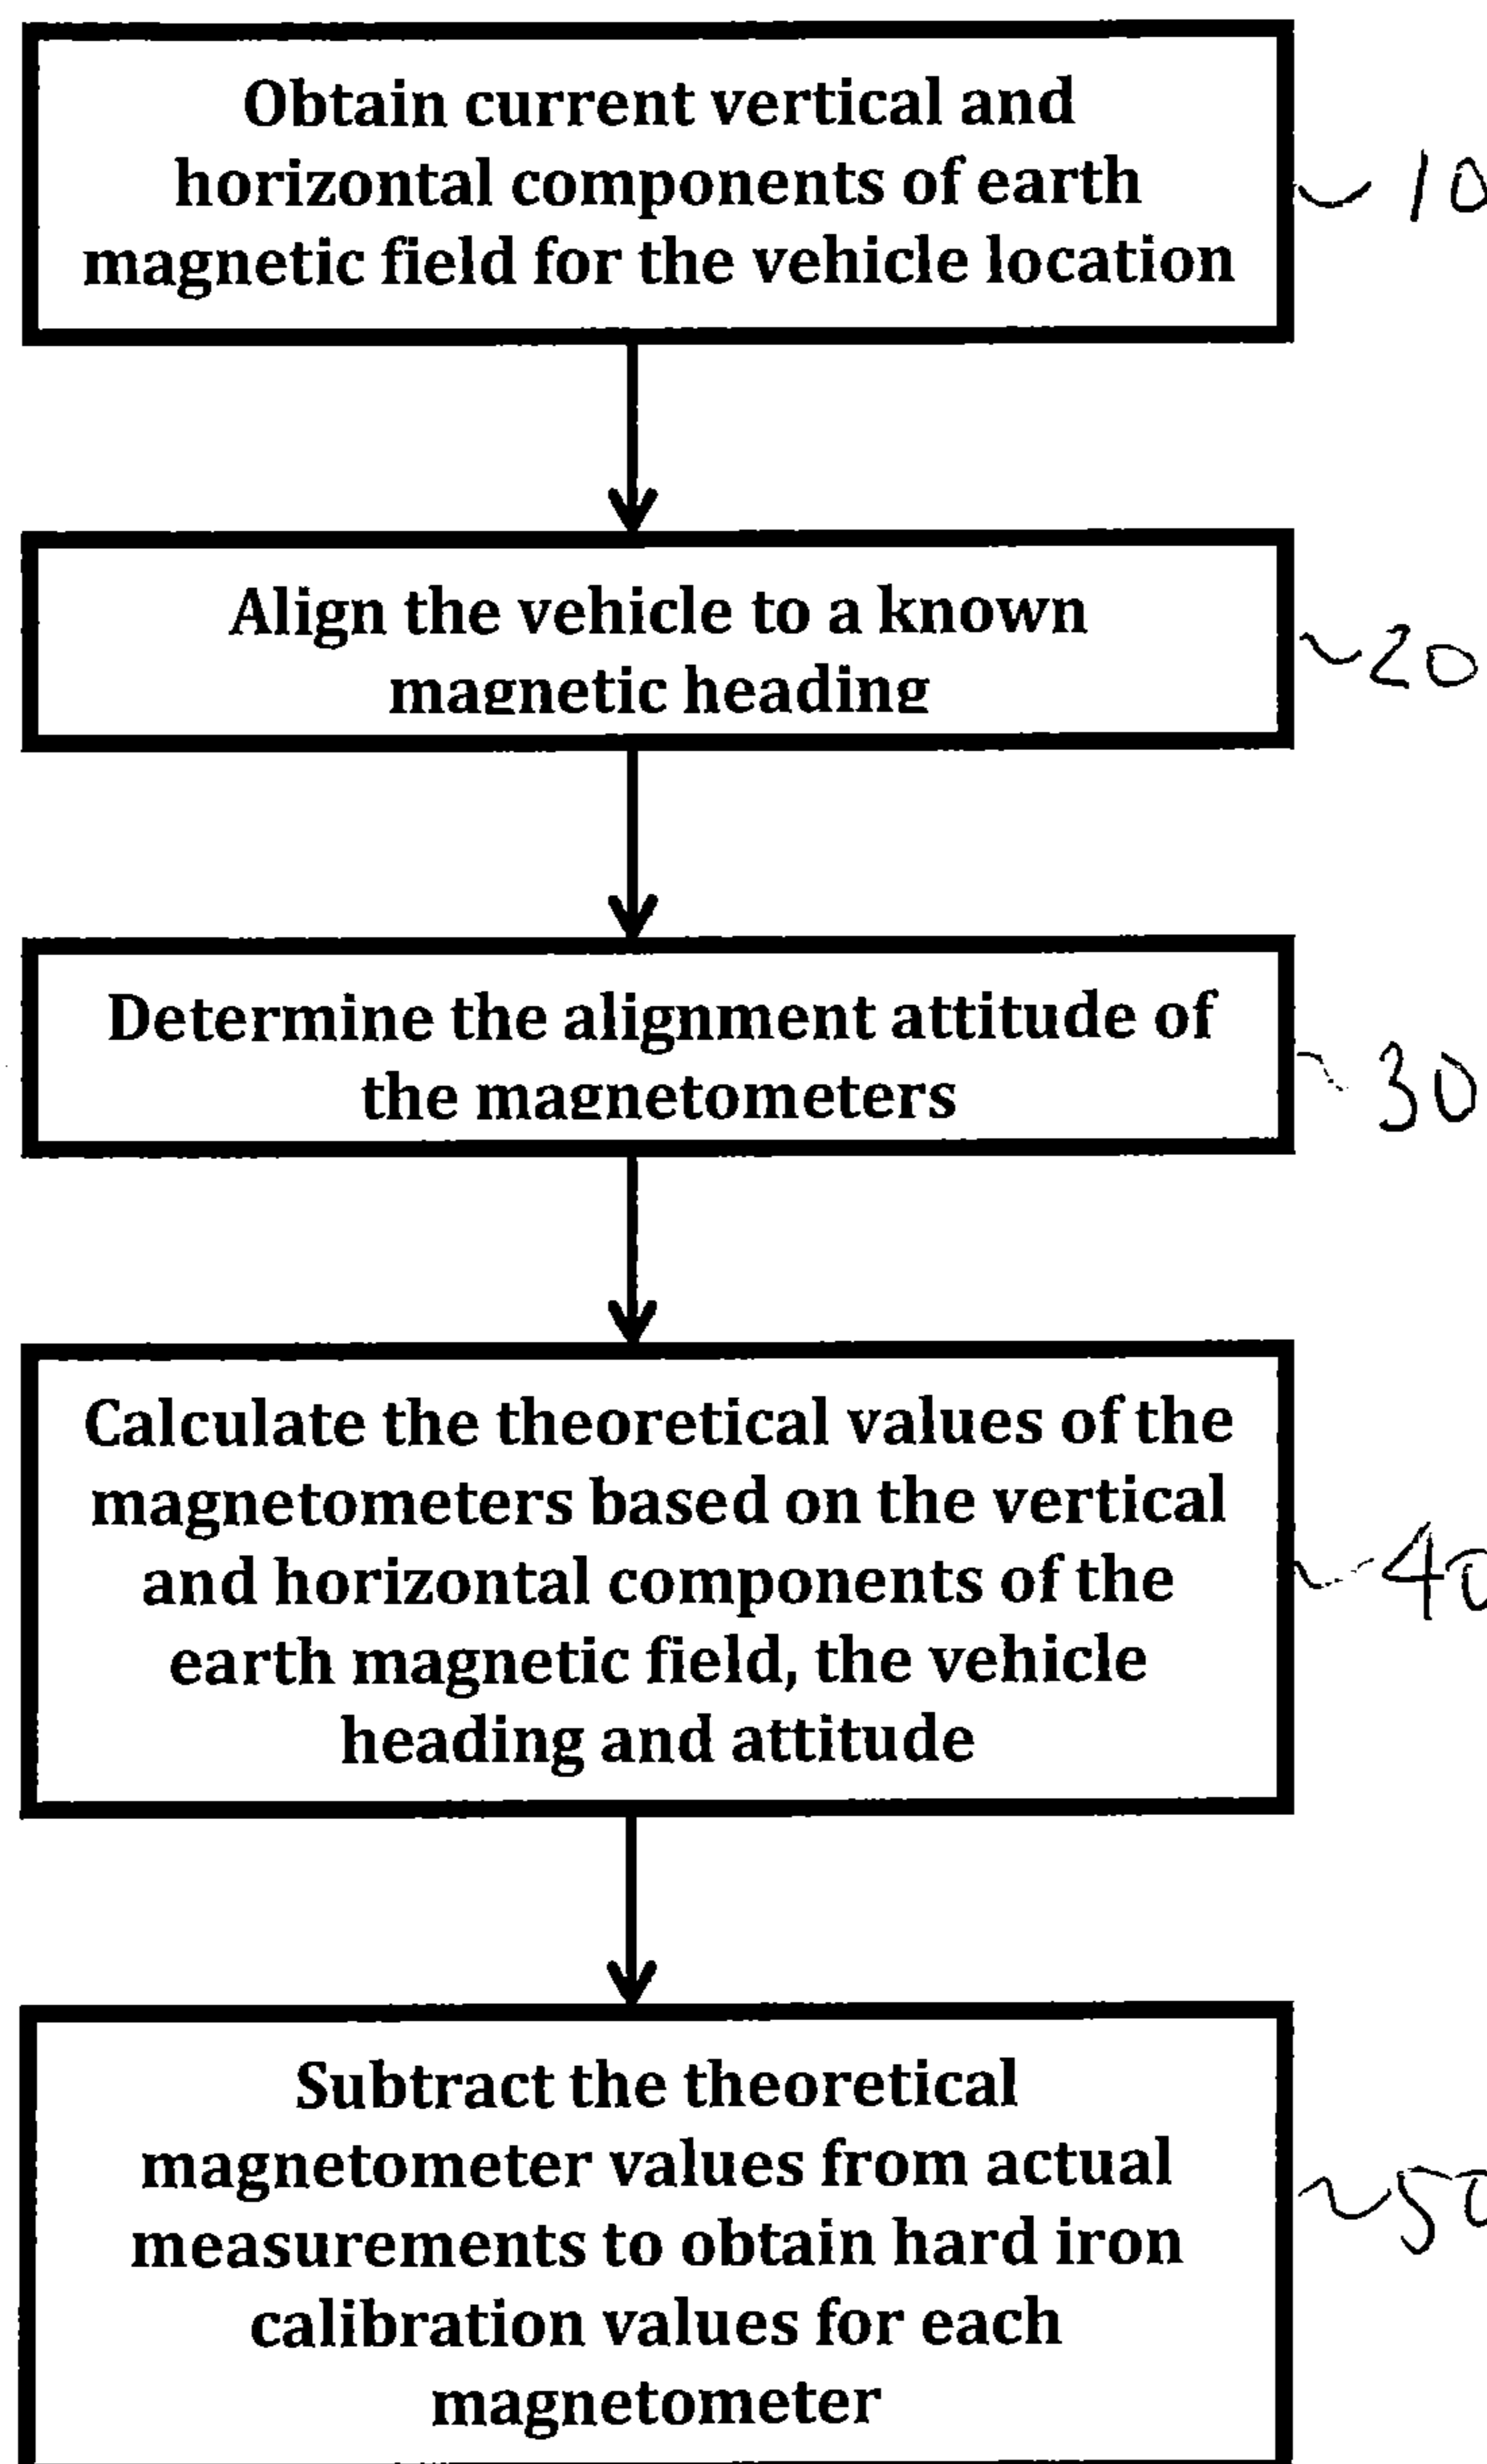 Obtain current vertical and
horizontal components of earth
magnetic field for the vehicle location
10
Align the vehicle to a known
magnetic heading
20
Determine the alignment attitude of
the magnetometers
30
Calculate the theoretical values of the
magnetometers based on the vertical
and horizontal components of the
earth magnetic field, the vehicle
heading and attitude
40
Subtract the theoretical
magnetometer values from actual
measurements to obtain hard iron
calibration values for each
magnetometer
50